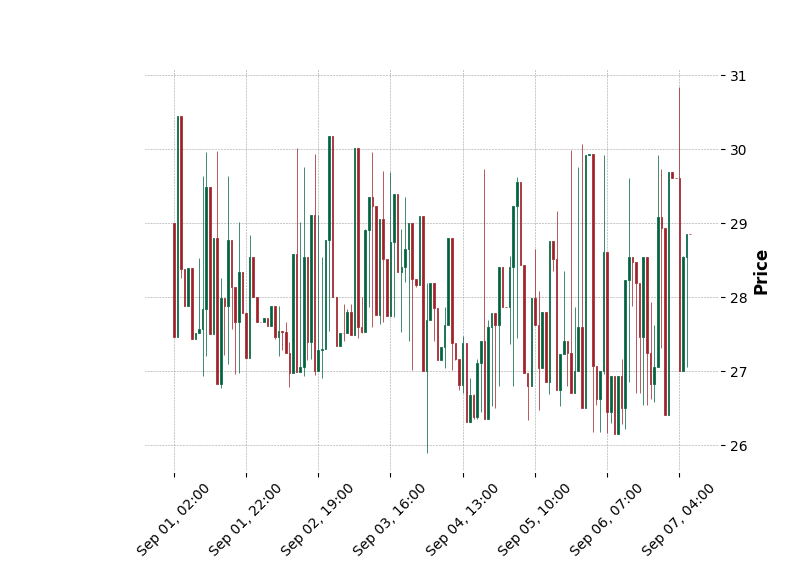 31
30
29
28
27
26
Price
Sep 01, 02:00
Sep 01, 22:00
Sep 02, 19:00
Sep 03, 16:00
Sep 04, 13:00
Sep 05, 10:00
Sep 06, 07:00
Sep 07, 04:00